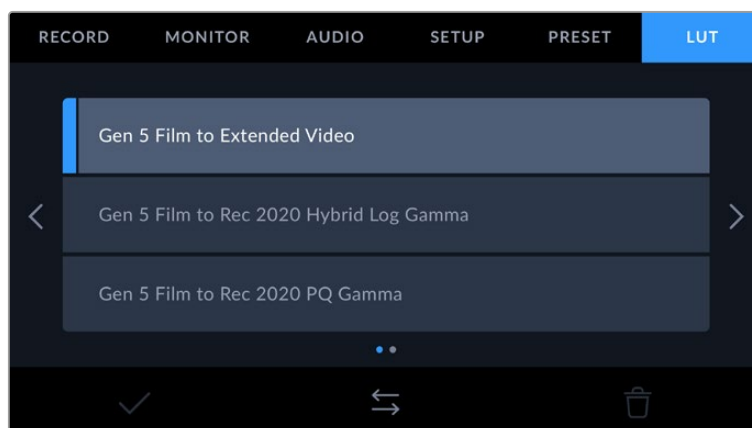 RECORD MONITOR AUDIO SETUP PRESET LUT
Gen 5 Film to Extended Video
Gen 5 Film to Rec 2020 Hybrid Log Gamma
Gen 5 Film to Rec 2020 PQ Gamma